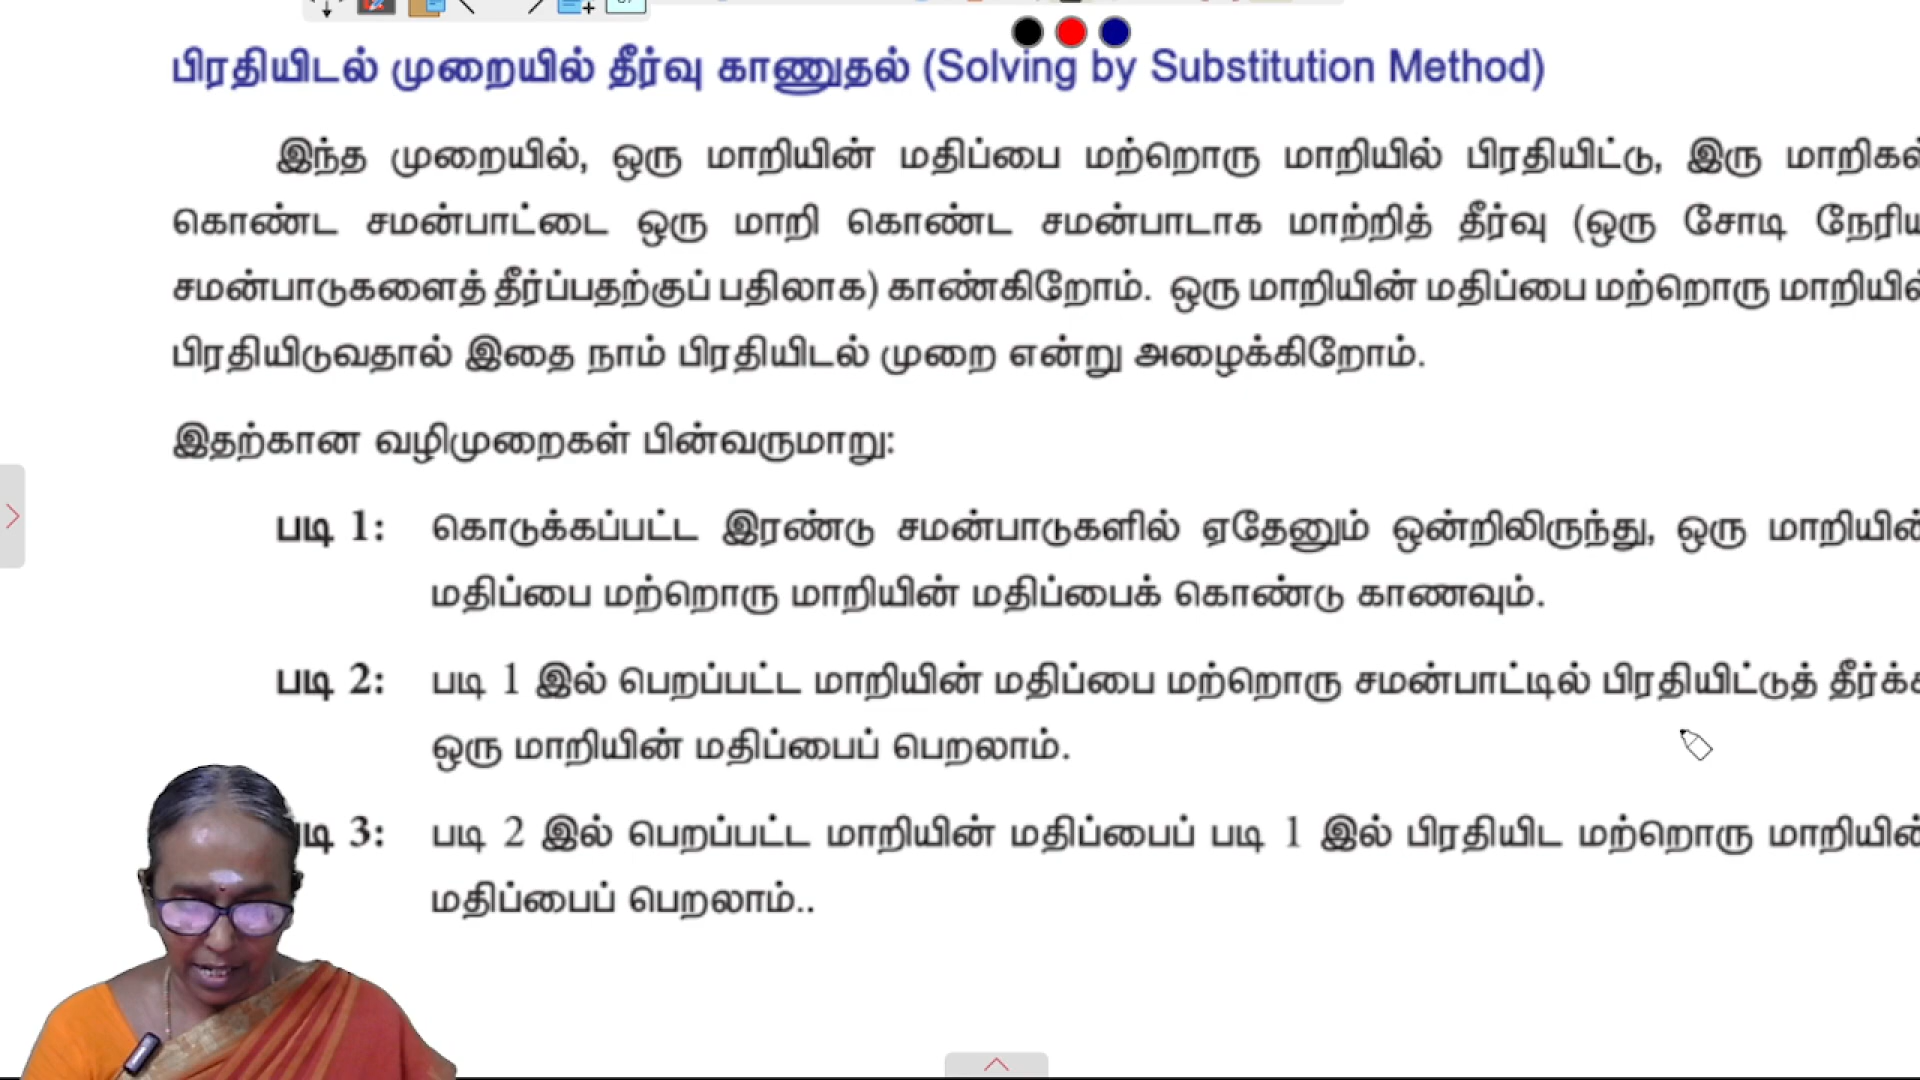 பிரதியிடல் முறையில் தீர்வு காணுதல் (Solving by Substitution Method)
இந்த முறையில், ஒரு மாறியின் மதிப்பை மற்றொரு மாறியில் பிரதியிட்டு, இரு மாறிகள்
கொண்ட சமன்பாட்டை ஒரு மாறி கொண்ட சமன்பாடாக மாற்றித் தீர்வு (ஒரு சோடி நேரிய
சமன்பாடுகளைத் தீர்ப்பதற்குப் பதிலாக) காண்கிறோம். ஒரு மாறியின் மதிப்பை மற்றொரு மாறியில்
பிரதியிடுவதால் இதை நாம் பிரதியிடல் முறை என்று அழைக்கிறோம்.
இதற்கான வழிமுறைகள் பின்வருமாறு:
படி 1: கொடுக்கப்பட்ட இரண்டு சமன்பாடுகளில் ஏதேனும் ஒன்றிலிருந்து, ஒரு மாறியின்
மதிப்பை மற்றொரு மாறியின் மதிப்பைக் கொண்டு காணவும்.
படி 2: படி 1 இல் பெறப்பட்ட மாறியின் மதிப்பை மற்றொரு சமன்பாட்டில் பிரதியிட்டுத் தீர்க்க
ஒரு மாறியின் மதிப்பைப் பெறலாம்.
படி 3: படி 2 இல் பெறப்பட்ட மாறியின் மதிப்பைப் படி 1 இல் பிரதியிட மற்றொரு மாறியின்
மதிப்பைப் பெறலாம்..